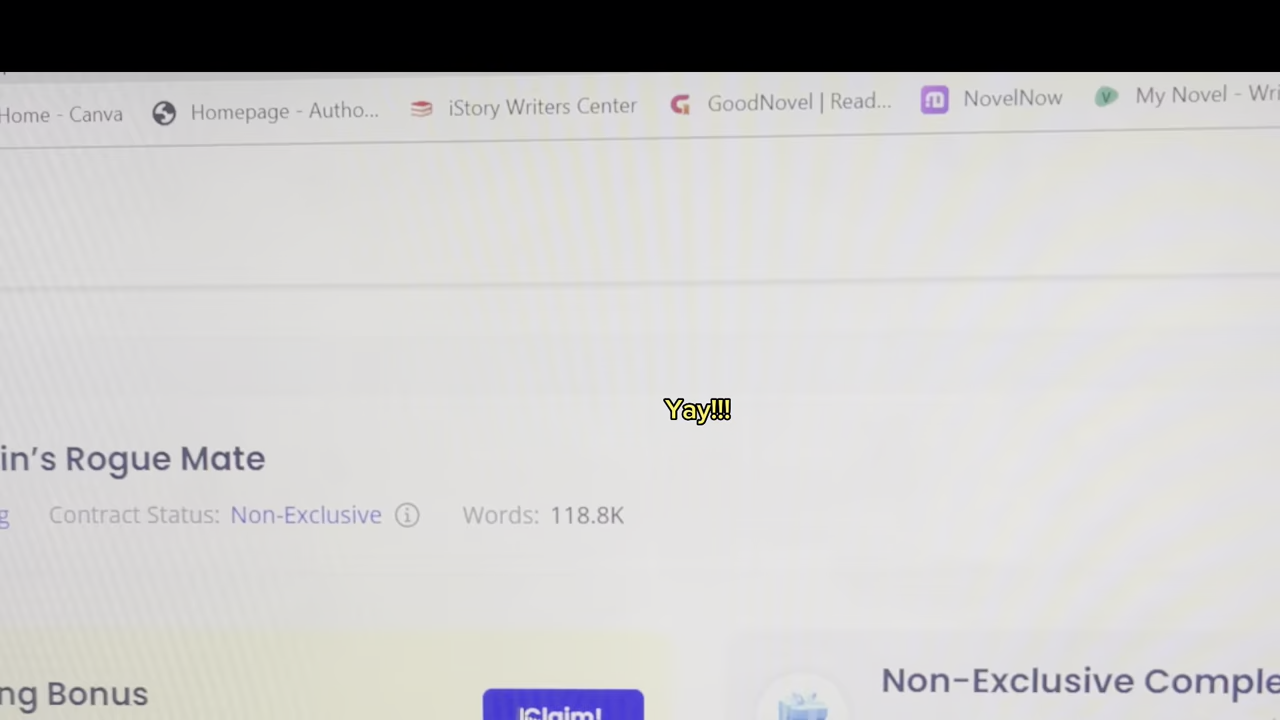 Home - Canva Homepage - Autho... iStory Writers Center GoodNovel | Read... NovelNow My Novel - Wri
Yay!!!
in's Rogue Mate
g Contract Status: Non-Exclusive Words: 118.8K
ng Bonus Claim! Non-Exclusive Comple